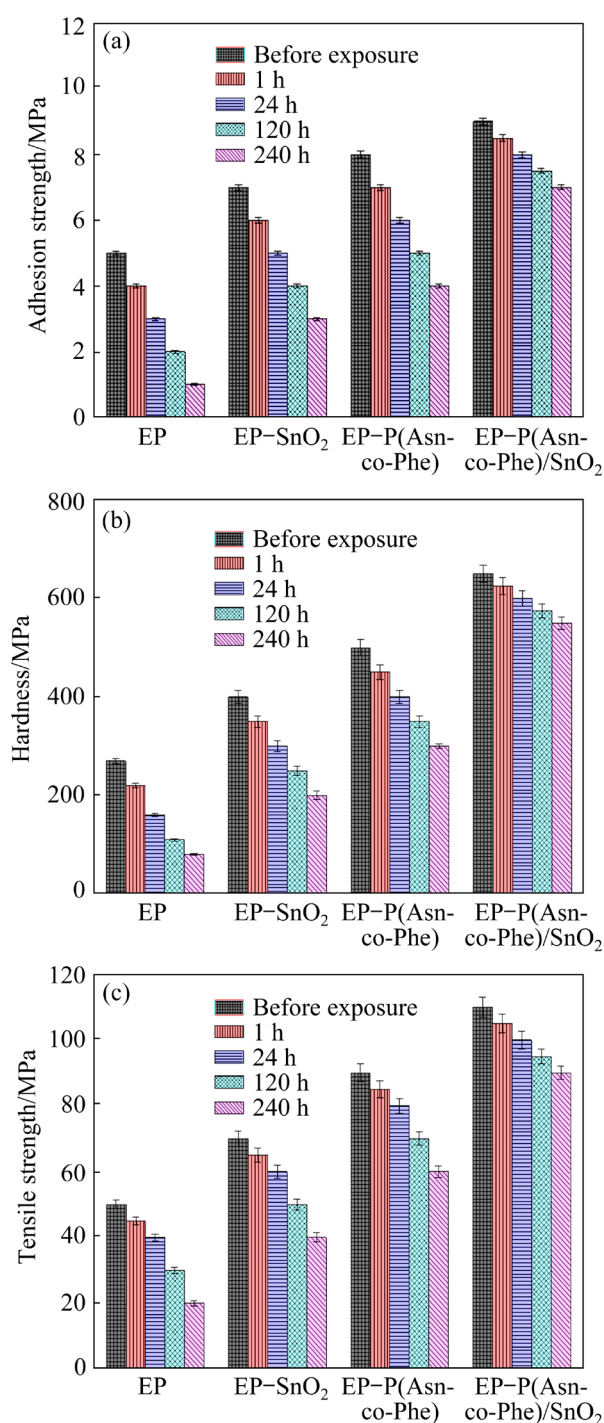 12
(a)
Before exposure
1 h
24 h
120 h
240 h
10
8
6
4
2
0
Adhesion strength/MPa
EP
EP−SnO₂
EP−P(Asn-
co-Phe)
EP−P(Asn-
co-Phe)/SnO₂
800
(b)
Before exposure
1 h
24 h
120 h
240 h
600
400
200
0
Hardness/MPa
EP
EP−SnO₂
EP−P(Asn-
co-Phe)
EP−P(Asn-
co-Phe)/SnO₂
120
(c)
Before exposure
1 h
24 h
120 h
240 h
100
80
60
40
20
0
Tensile strength/MPa
EP
EP−SnO₂
EP−P(Asn-
co-Phe)
EP−P(Asn-
co-Phe)/SnO₂